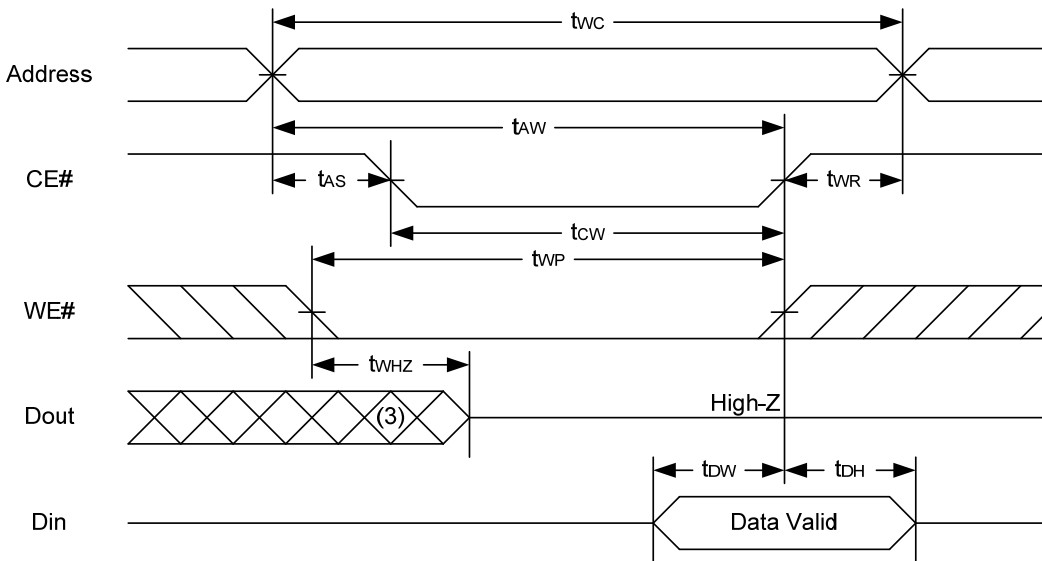 tWC
Address
tAW
CE#
tAS
tWR
tCW
tWP
WE#
tWHZ
Dout
(3)
High-Z
tDW
tDH
Din
Data Valid